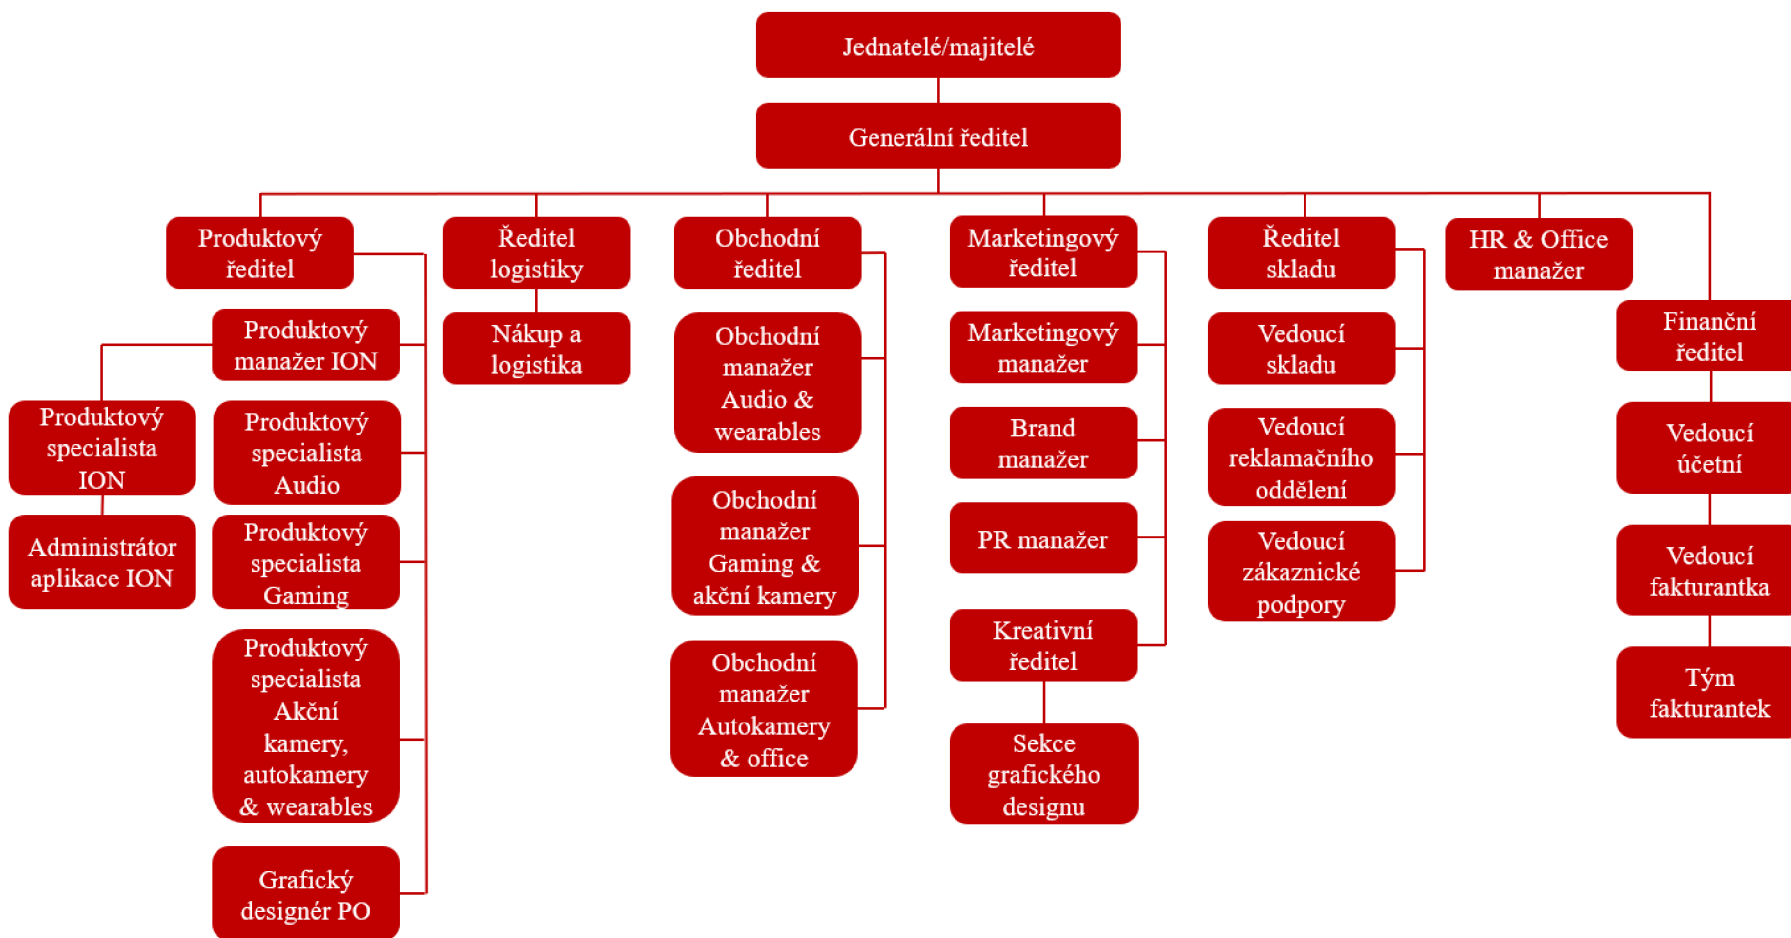 Jednatelé/majitelé
Generální ředitel
Produktový
ředitel
Ředitel
logistiky
Obchodní
ředitel
Marketingový
ředitel
Ředitel
skladu
HR & Office
manažer
Finanční
ředitel
Produktový
manažer ION
Produktový
specialista
ION
Administrátor
aplikace ION
Produktový
specialista
Audio
Produktový
specialista
Gaming
Produktový
specialista
Akční
kamery,
autokamery
& wearables
Grafický
designér PO
Nákup a
logistika
Obchodní
manažer
Audio &
wearables
Obchodní
manažer
Gaming &
akční kamery
Obchodní
manažer
Autokamery
& office
Marketingový
manažer
Brand
manažer
PR manažer
Kreativní
ředitel
Sekce
grafického
designu
Vedoucí
skladu
Vedoucí
reklamačního
oddělení
Vedoucí
zákaznické
podpory
Vedoucí
účetní
Vedoucí
fakturantka
Tým
fakturantek